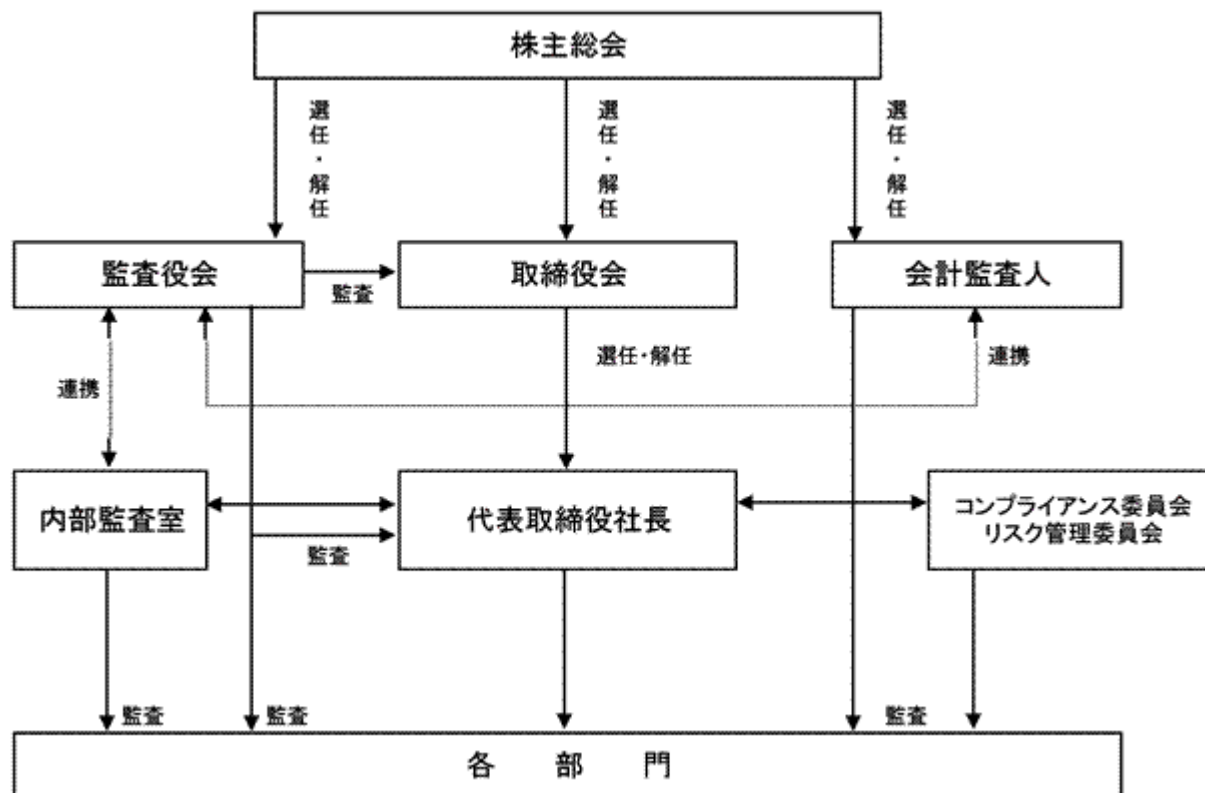 株主総会
選任・解任
選任・解任
選任・解任
監査役会
監査
取締役会
会計監査人
連携
選任・解任
連携
内部監査室
代表取締役社長
コンプライアンス委員会
リスク管理委員会
監査
監査
監査
監査
各部門